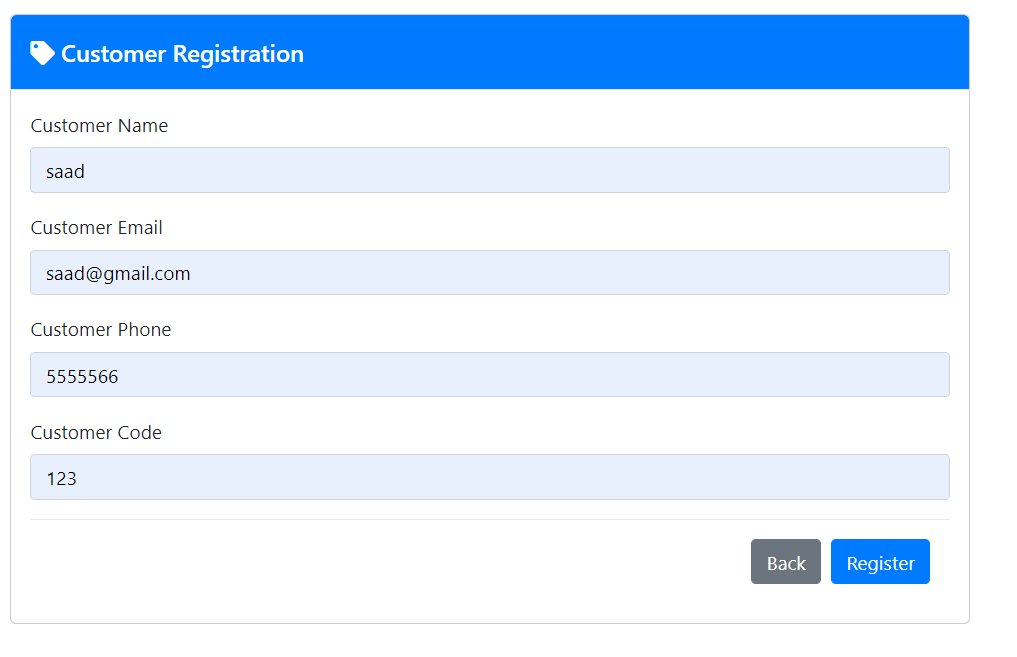 Customer Registration
Customer Name
saad
Customer Email
saad@gmail.com
Customer Phone
5555566
Customer Code
123
Back Register